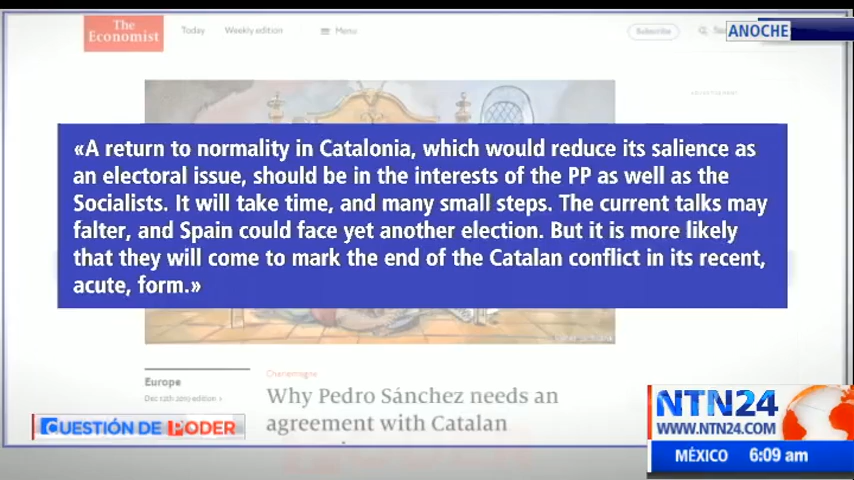 The
Economist
Today
Weekly edition
Menu
Subscribe
ANOCHE
«A return to normality in Catalonia, which would reduce its salience as
an electoral issue, should be in the interests of the PP as well as the
Socialists. It will take time, and many small steps. The current talks may
falter, and Spain could face yet another election. But it is more likely
that they will come to mark the end of the Catalan conflict in its recent,
acute, form.»
Europe
Dec 12th 2019 edition
Charlemagne
Why Pedro Sánchez needs an
agreement with Catalan
CUESTIÓN DE PODER
NTN24
WWW.NTN24.COM
MÉXICO 6:09 am